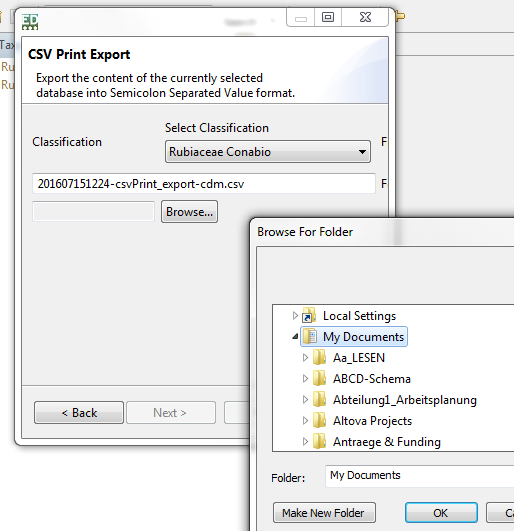 ED
Tax
Ru
Ru
CSV Print Export
Export the content of the currently selected
database into Semicolon Separated Value format.
Select Classification
Classification
F
Rubiaceae Conabio
201607151224-csvPrint_export-cdm.csv
F
Browse...
Browse For Folder
Local Settings
My Documents
Aa_LESEN
ABCD-Schema
Abteilung1_Arbeitsplanung
Altova Projects
Antraege & Funding
< Back
Next >
Folder:
My Documents
Make New Folder
OK
Ca